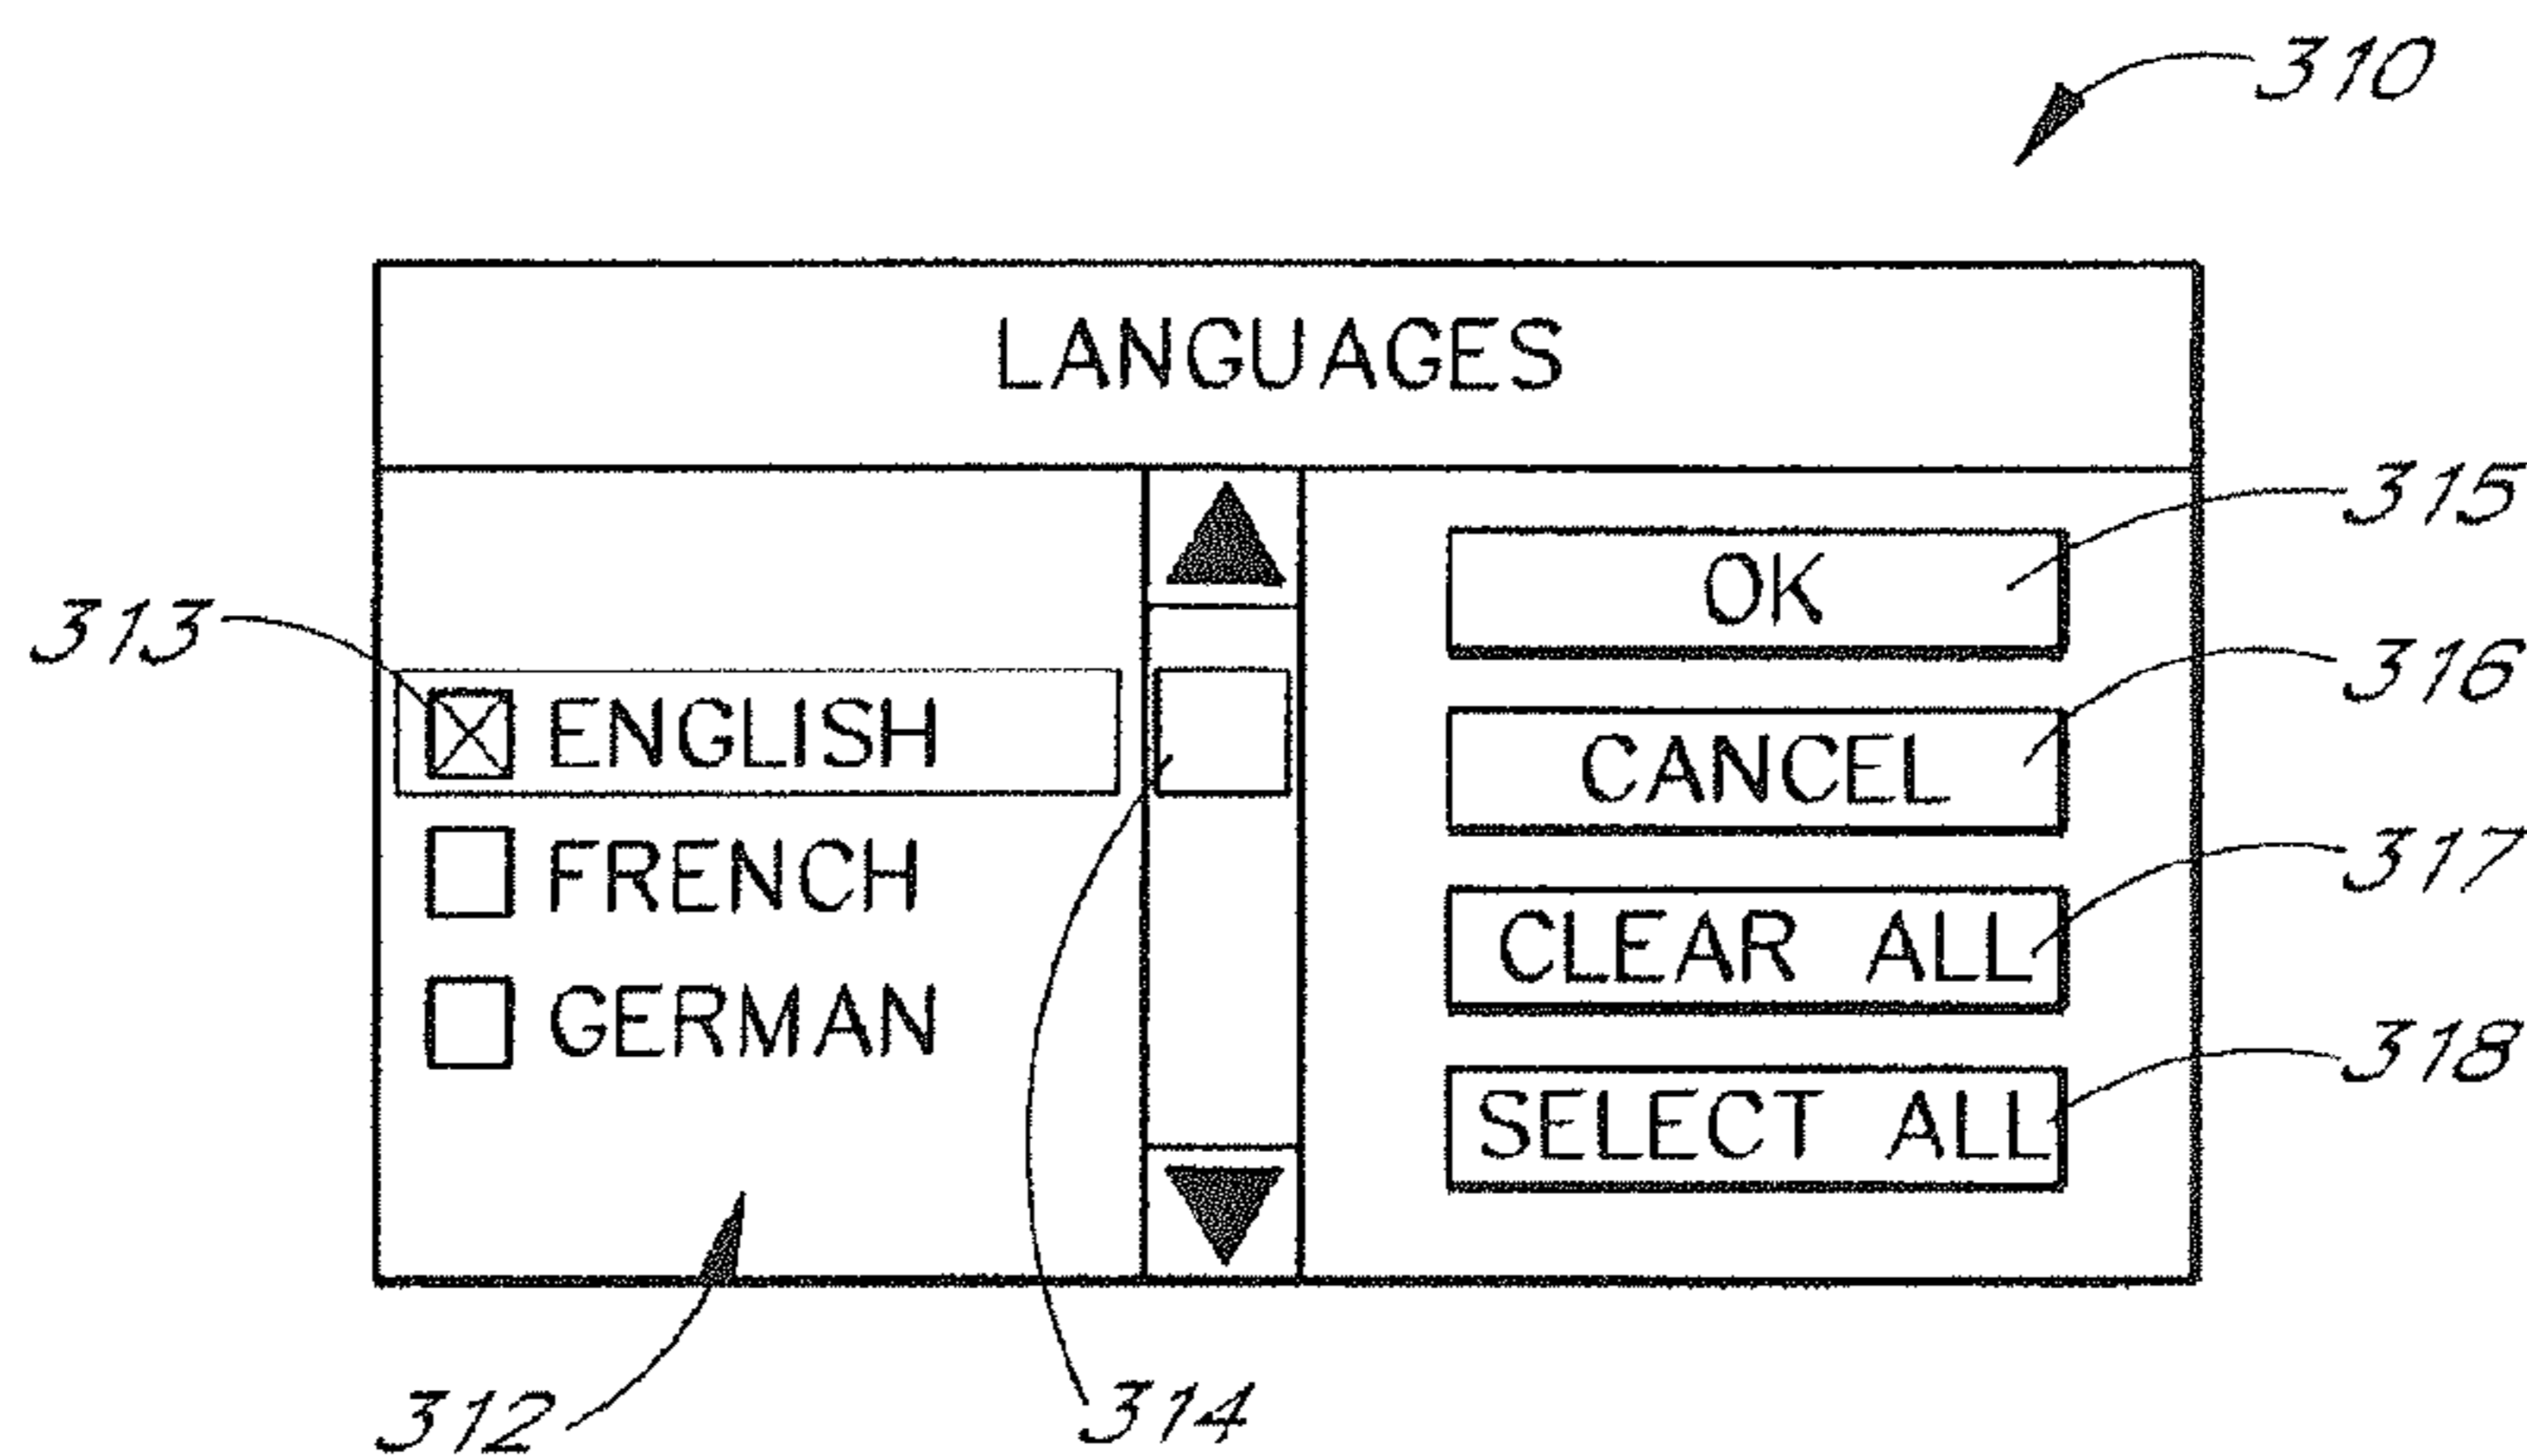 310
LANGUAGES
315
OK
313
316
ENGLISH
CANCEL
317
FRENCH
CLEAR ALL
318
GERMAN
SELECT ALL
312
314